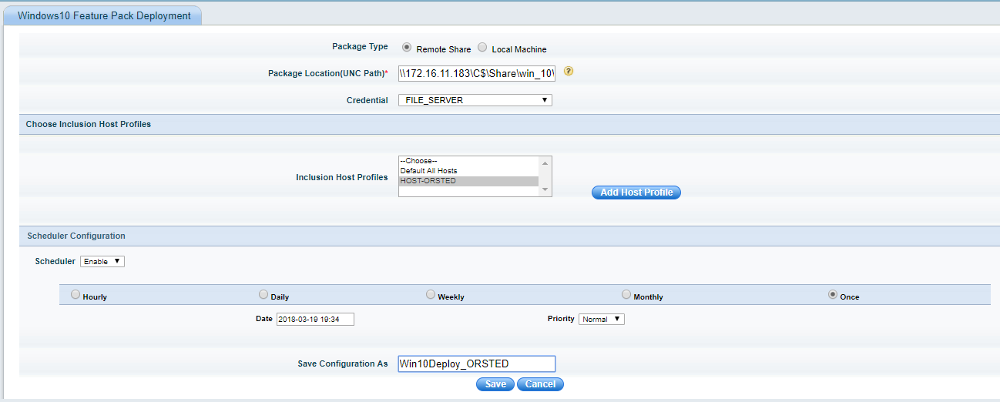 Windows10 Feature Pack Deployment
Package Type Remote Share Local Machine
Package Location(UNC Path)* \\172.16.11.183\C$\Share\win_10\ ?
Credential FILE_SERVER
Choose Inclusion Host Profiles
--Choose--
Default All Hosts
Inclusion Host Profiles HOST-ORSTED
Add Host Profile
Scheduler Configuration
Scheduler Enable
Hourly Daily Weekly Monthly Once
Date 2018-03-19 19:34 Priority Normal
Save Configuration As Win10Deploy_ORSTED
Save Cancel